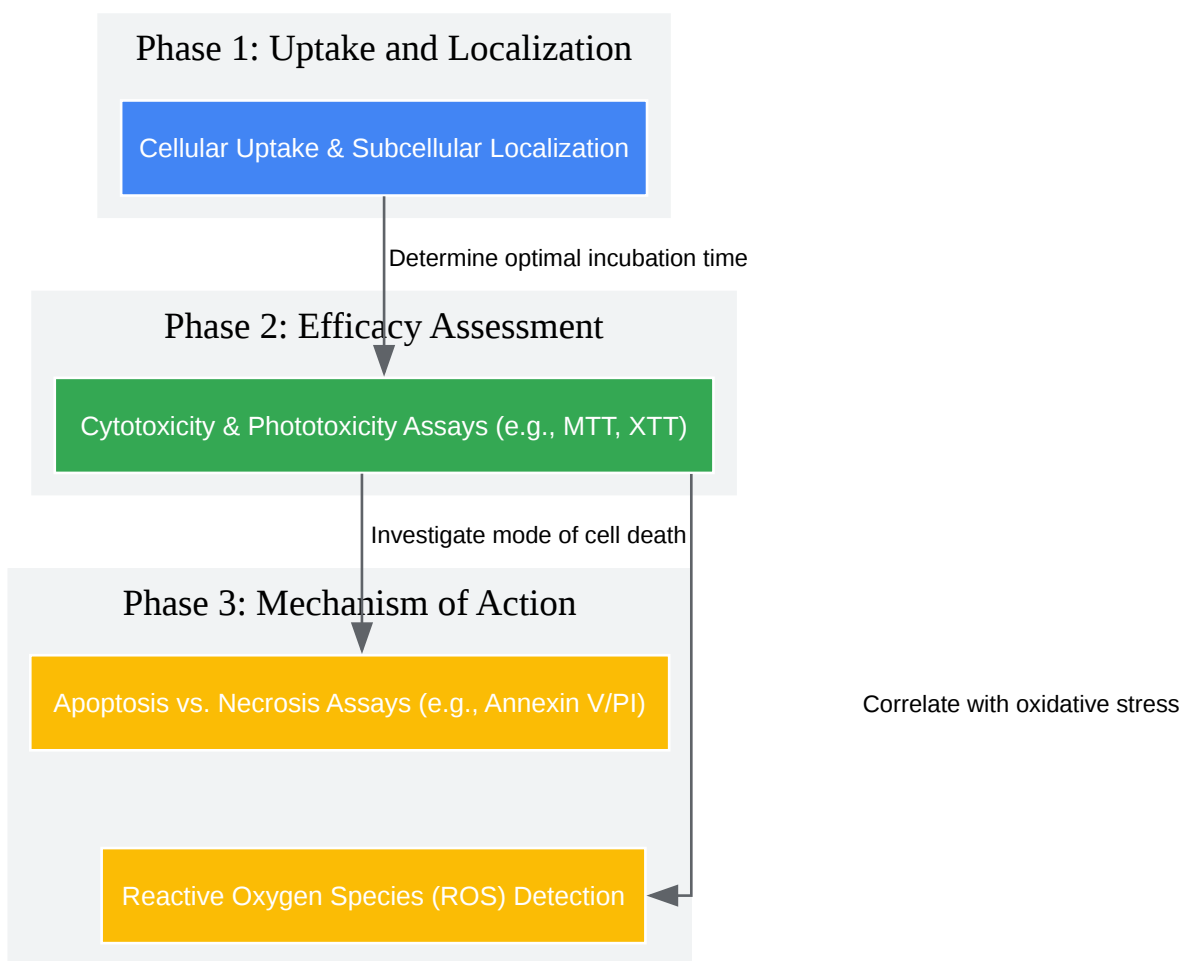 Phase 1: Uptake and Localization
Cellular Uptake & Subcellular Localization
Determine optimal incubation time
Phase 2: Efficacy Assessment
Cytotoxicity & Phototoxicity Assays (e.g., MTT, XTT)
Investigate mode of cell death
Phase 3: Mechanism of Action
Apoptosis vs. Necrosis Assays (e.g., Annexin V/PI)
Correlate with oxidative stress
Reactive Oxygen Species (ROS) Detection